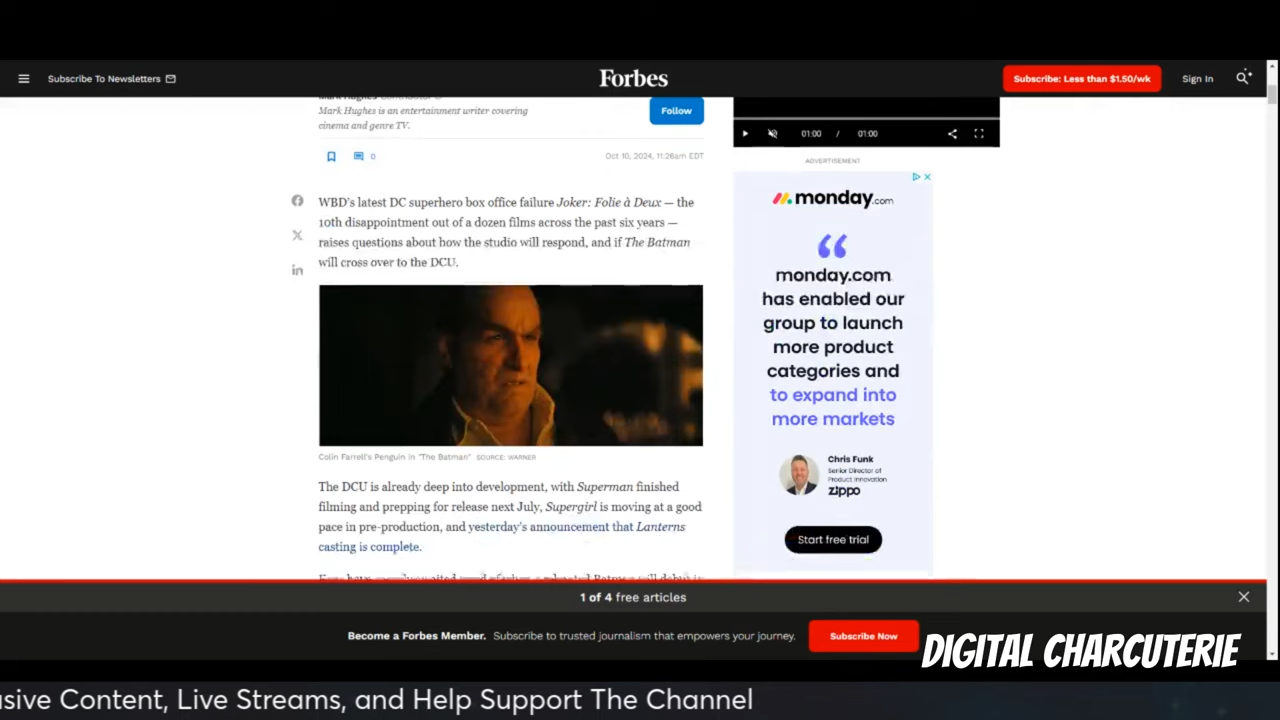 Subscribe To Newsletters
Forbes
Subscribe: Less than $1.50/wk
Sign In
Mark Hughes Contributor
Mark Hughes is an entertainment writer covering
cinema and genre TV.
Follow
0
Oct 10, 2024, 11:26am EDT
WBD's latest DC superhero box office failure Joker: Folie à Deux — the
10th disappointment out of a dozen films across the past six years —
raises questions about how the studio will respond, and if The Batman
will cross over to the DCU.
Colin Farrell's Penguin in "The Batman" SOURCE: WARNER
The DCU is already deep into development, with Superman finished
filming and prepping for release next July, Supergirl is moving at a good
pace in pre-production, and yesterday's announcement that Lanterns
casting is complete.
01:00 / 01:00
ADVERTISEMENT
monday.com
monday.com
has enabled our
group to launch
more product
categories and
to expand into
more markets
Chris Funk
Senior Director of
Product Innovation
zippo
Start free trial
1 of 4 free articles
Become a Forbes Member. Subscribe to trusted journalism that empowers your journey.
Subscribe Now
DIGITAL CHARCUTERIE
sive Content, Live Streams, and Help Support The Channel